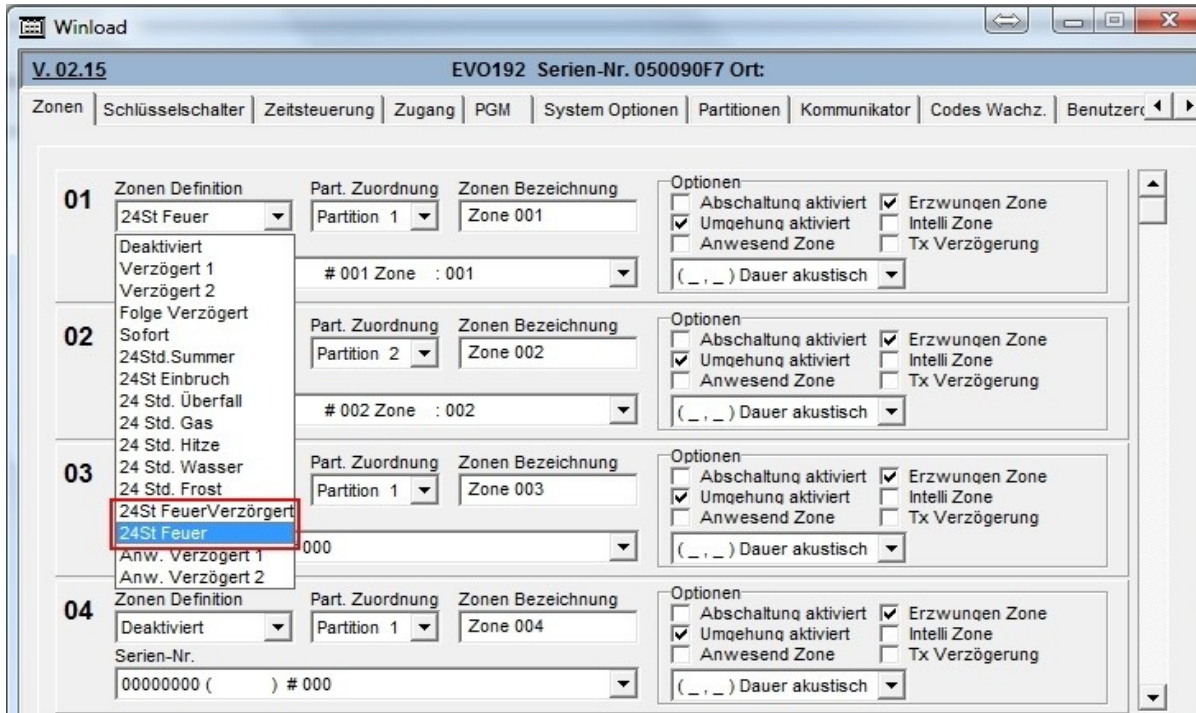 Winload
V. 02.15 EVO192 Serien-Nr. 050090F7 Ort:
Zonen Schlüsselschalter Zeitsteuerung Zugang PGM System Optionen Partitionen Kommunikator Codes Wachz. Benutzerc
01 Zonen Definition Part. Zuordnung Zonen Bezeichnung Optionen
24St Feuer Partition 1 Zone 001
Abschaltung aktiviert Erzwungen Zone
Umgehung aktiviert Intelli Zone
Anwesend Zone Tx Verzögerung
# 001 Zone : 001 ( _ , _ ) Dauer akustisch
Deaktiviert
Verzögert 1
Verzögert 2
Folge Verzögert
Sofort
24Std.Summer
24St Einbruch
24 Std. Überfall
24 Std. Gas
24 Std. Hitze
24 Std. Wasser
24 Std. Frost
24St FeuerVerzörgert
24St Feuer
Anw. Verzögert 1
Anw. Verzögert 2
02 Part. Zuordnung Zonen Bezeichnung Optionen
Partition 2 Zone 002
Abschaltung aktiviert Erzwungen Zone
Umgehung aktiviert Intelli Zone
Anwesend Zone Tx Verzögerung
# 002 Zone : 002 ( _ , _ ) Dauer akustisch
03 Part. Zuordnung Zonen Bezeichnung Optionen
Partition 1 Zone 003
Abschaltung aktiviert Erzwungen Zone
Umgehung aktiviert Intelli Zone
Anwesend Zone Tx Verzögerung
000 ( _ , _ ) Dauer akustisch
04 Zonen Definition Part. Zuordnung Zonen Bezeichnung Optionen
Deaktiviert Partition 1 Zone 004
Abschaltung aktiviert Erzwungen Zone
Umgehung aktiviert Intelli Zone
Anwesend Zone Tx Verzögerung
Serien-Nr.
00000000 ( ) # 000 ( _ , _ ) Dauer akustisch